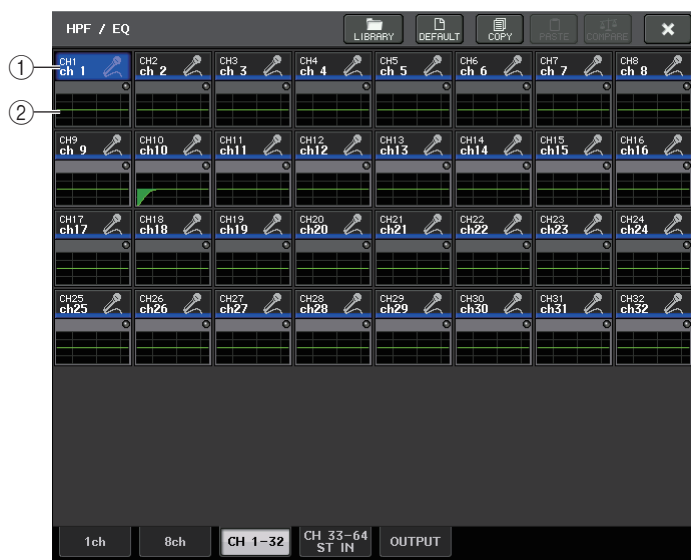 HPF / EQ
LIBRARY
DEFAULT
COPY
PASTE
COMPARE
1
CH1
ch 1
CH2
ch 2
CH3
ch 3
CH4
ch 4
CH5
ch 5
CH6
ch 6
CH7
ch 7
CH8
ch 8
2
CH9
ch 9
CH10
ch10
CH11
ch11
CH12
ch12
CH13
ch13
CH14
ch14
CH15
ch15
CH16
ch16
CH17
ch17
CH18
ch18
CH19
ch19
CH20
ch20
CH21
ch21
CH22
ch22
CH23
ch23
CH24
ch24
CH25
ch25
CH26
ch26
CH27
ch27
CH28
ch28
CH29
ch29
CH30
ch30
CH31
ch31
CH32
ch32
1ch
8ch
CH 1-32
CH 33-64
ST IN
OUTPUT